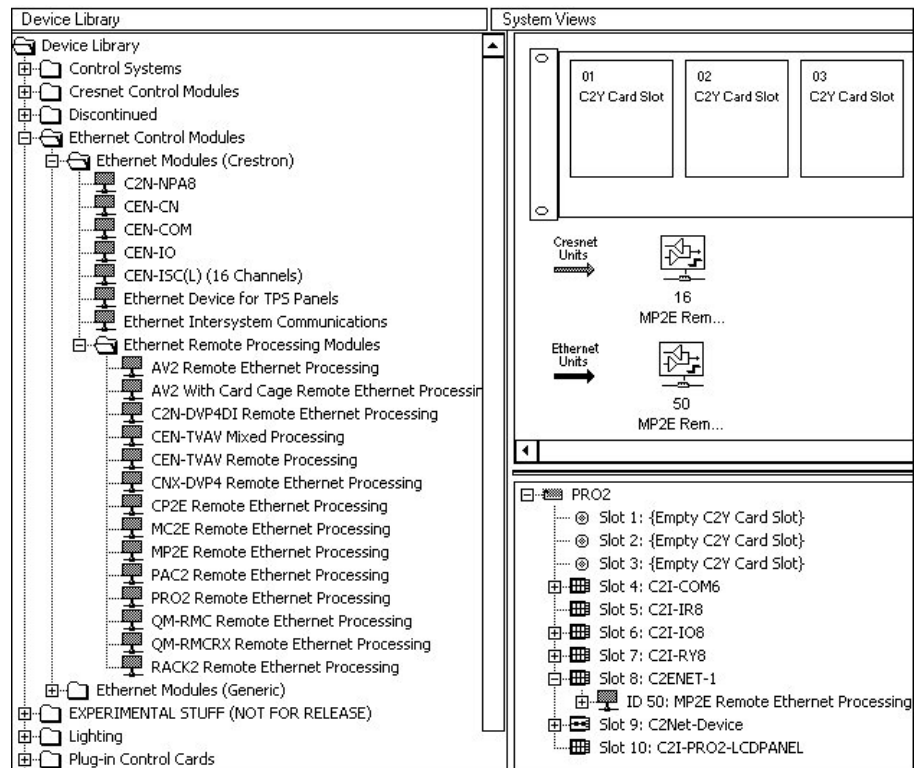 Device Library
Device Library
Control Systems
Cresnet Control Modules
Discontinued
Ethernet Control Modules
Ethernet Modules (Crestron)
C2N-NPA8
CEN-CN
CEN-COM
CEN-IO
CEN-ISC(L) (16 Channels)
Ethernet Device for TPS Panels
Ethernet Intersystem Communications
Ethernet Remote Processing Modules
AV2 Remote Ethernet Processing
AV2 With Card Cage Remote Ethernet Processin
C2N-DVP4DI Remote Ethernet Processing
CEN-TVAV Mixed Processing
CEN-TVAV Remote Processing
CNX-DVP4 Remote Ethernet Processing
CP2E Remote Ethernet Processing
MC2E Remote Ethernet Processing
MP2E Remote Ethernet Processing
PAC2 Remote Ethernet Processing
PRO2 Remote Ethernet Processing
QM-RMC Remote Ethernet Processing
QM-RMCRX Remote Ethernet Processing
RACK2 Remote Ethernet Processing
Ethernet Modules (Generic)
EXPERIMENTAL STUFF (NOT FOR RELEASE)
Lighting
Plug-in Control Cards
System Views
01
C2Y Card Slot
02
C2Y Card Slot
03
C2Y Card Slot
Cresnet
Units
16
MP2E Rem...
Ethernet
Units
50
MP2E Rem...
PRO2
Slot 1: {Empty C2Y Card Slot}
Slot 2: {Empty C2Y Card Slot}
Slot 3: {Empty C2Y Card Slot}
Slot 4: C2I-COM6
Slot 5: C2I-IR8
Slot 6: C2I-IO8
Slot 7: C2I-RY8
Slot 8: C2ENET-1
ID 50: MP2E Remote Ethernet Processing
Slot 9: C2Net-Device
Slot 10: C2I-PRO2-LCDPANEL